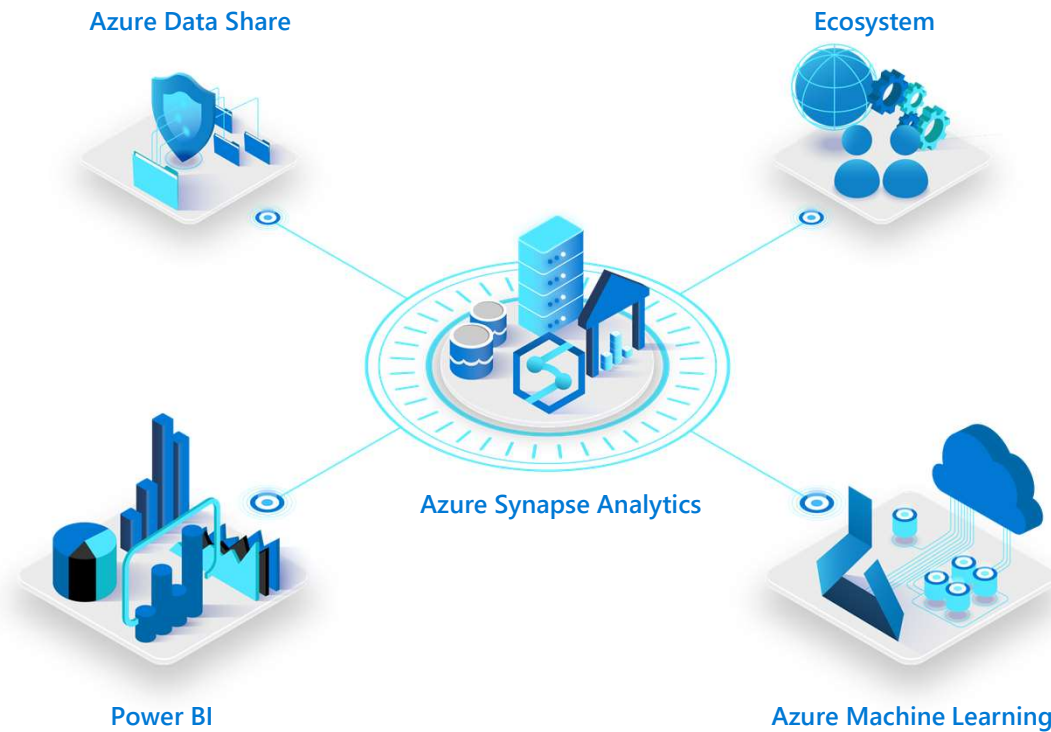 Azure Data Share
Ecosystem
Azure Synapse Analytics
Power BI
Azure Machine Learning